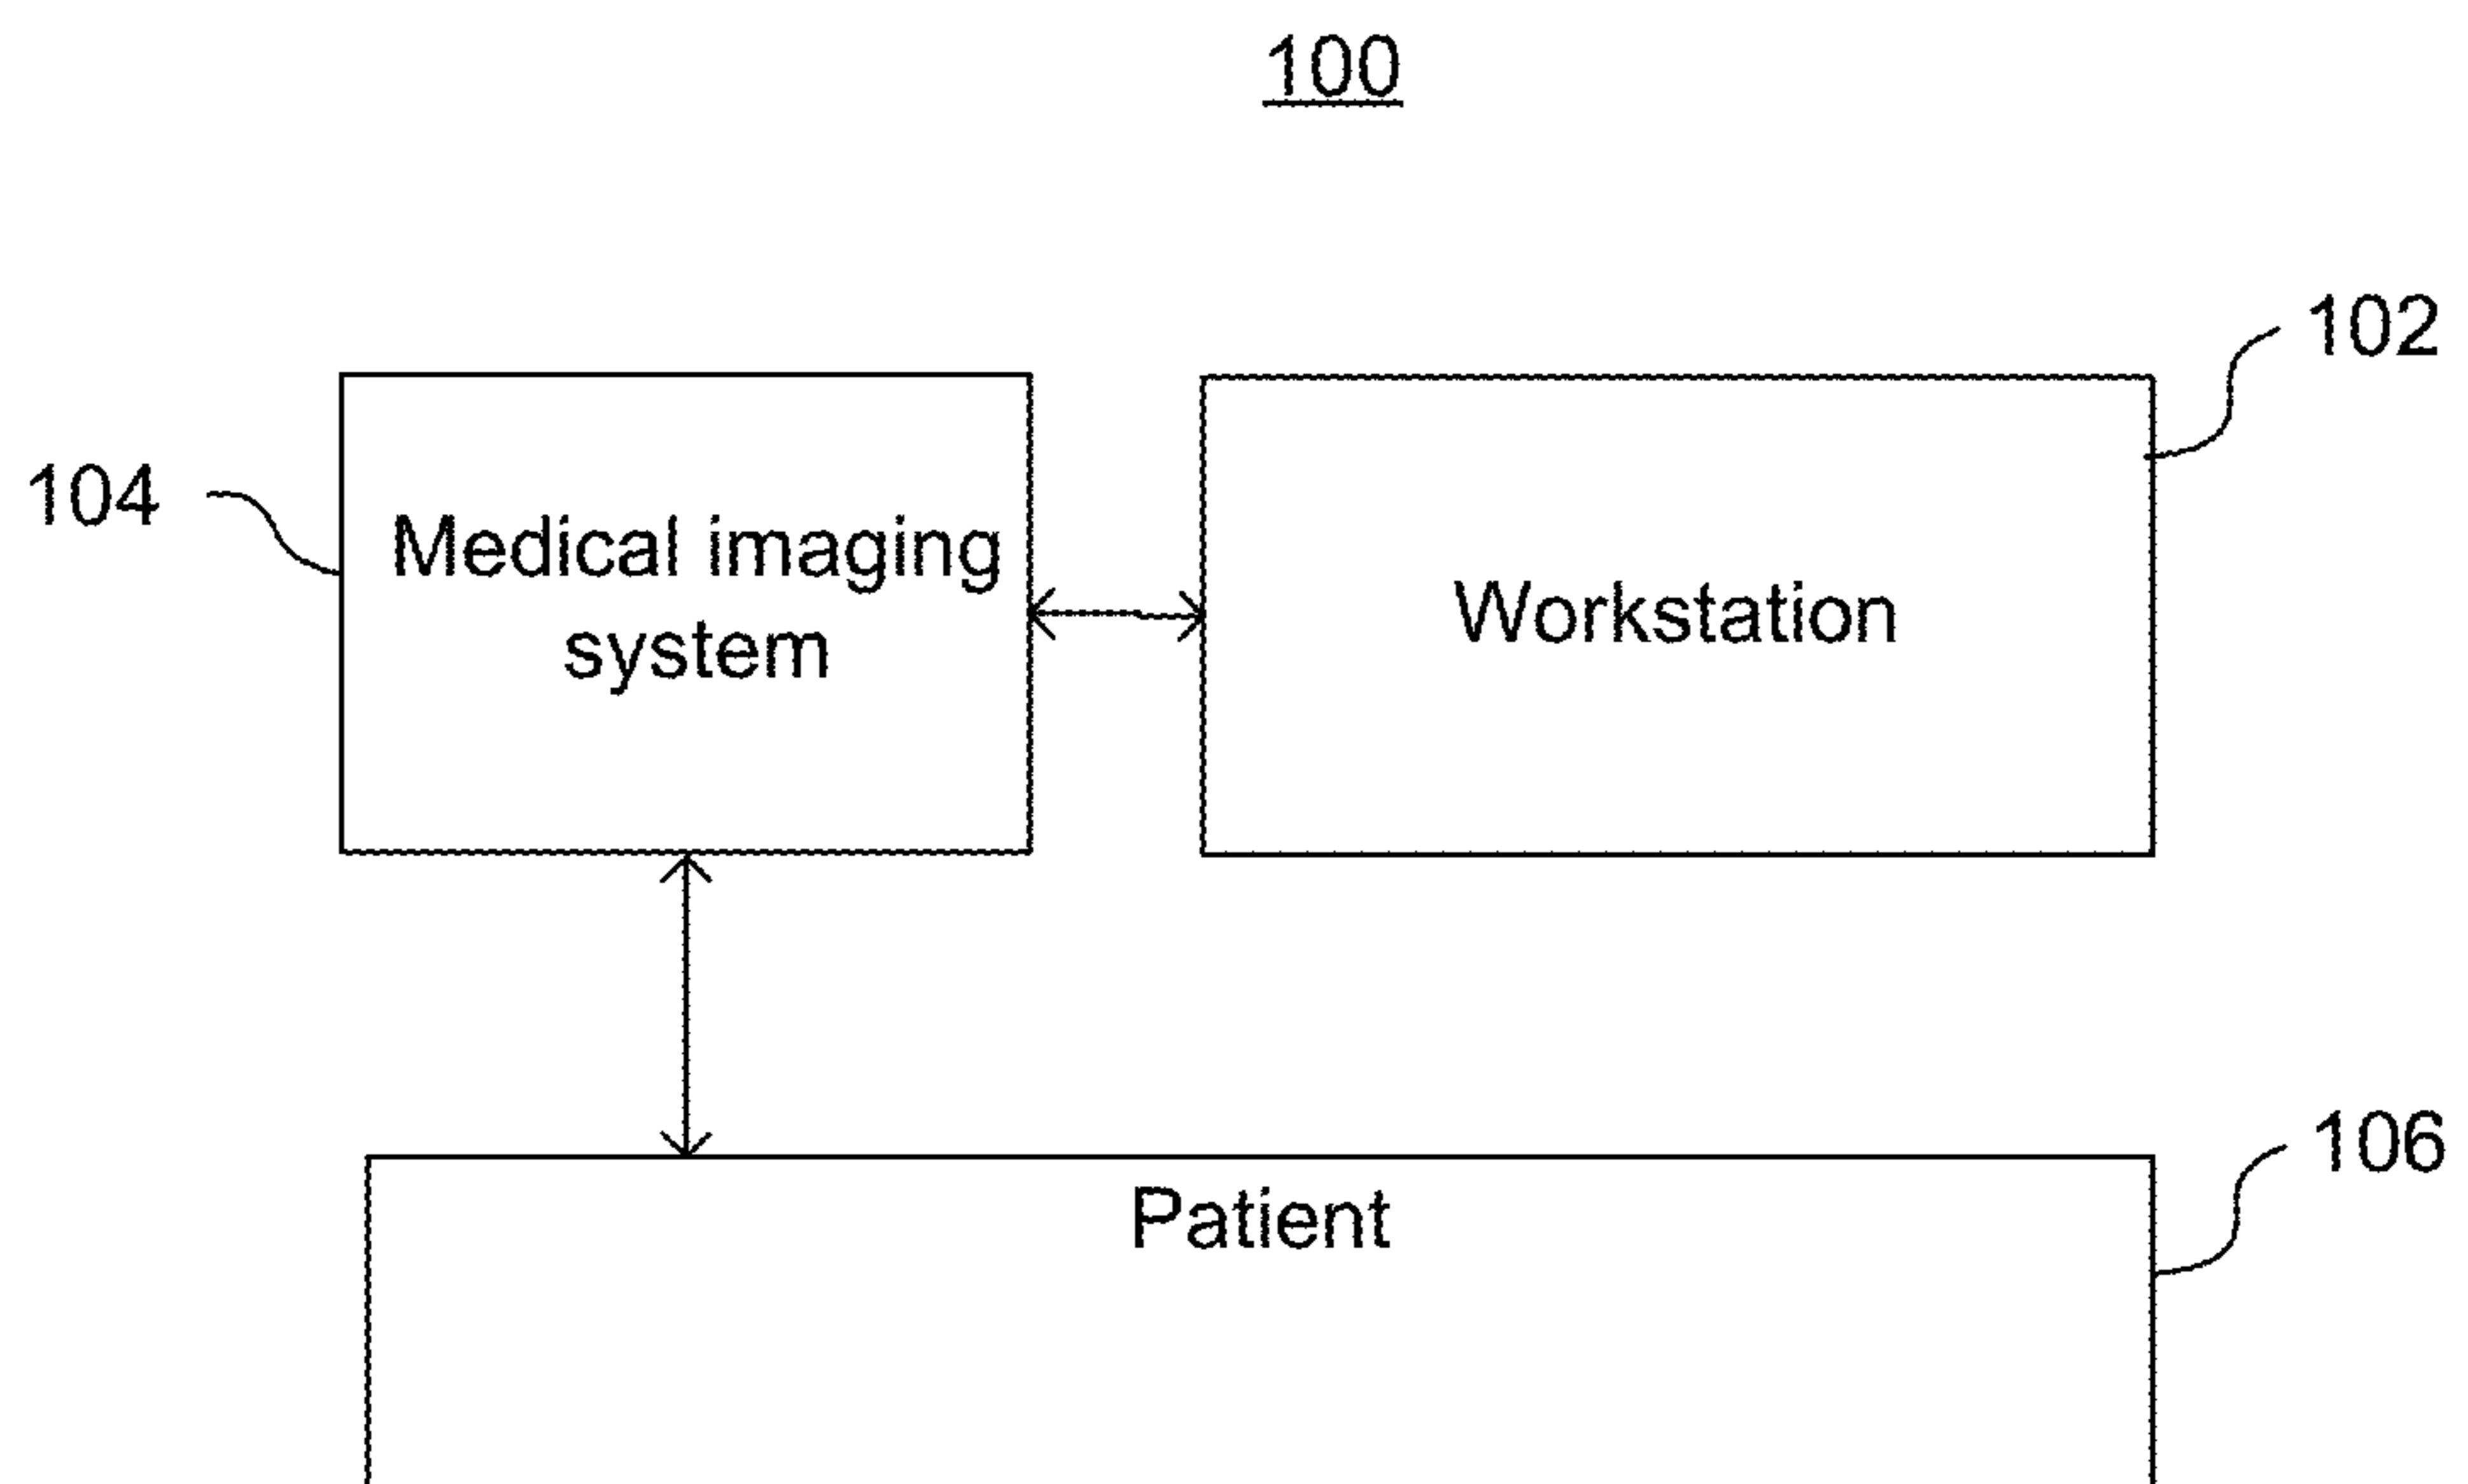 100
102
104
Medical imaging
system
Workstation
106
Patient